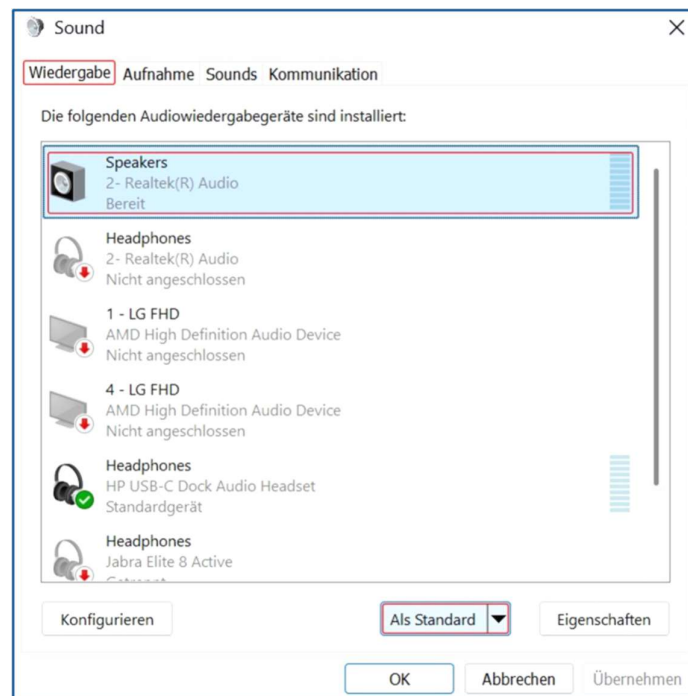 Sound
Wiedergabe Aufnahme Sounds Kommunikation
Die folgenden Audiowiedergabegeräte sind installiert:
Speakers
2- Realtek(R) Audio
Bereit
Headphones
2- Realtek(R) Audio
Nicht angeschlossen
1 - LG FHD
AMD High Definition Audio Device
Nicht angeschlossen
4 - LG FHD
AMD High Definition Audio Device
Nicht angeschlossen
Headphones
HP USB-C Dock Audio Headset
Standardgerät
Headphones
Jabra Elite 8 Active
Konfigurieren Als Standard Eigenschaften
OK Abbrechen Übernehmen